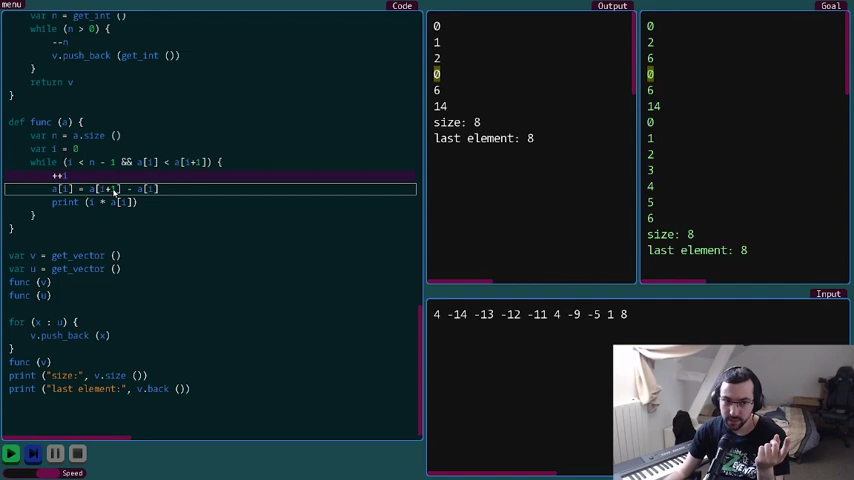 menu
Code
var n = get_int ()
while (n > 0) {
--n
v.push_back (get_int ())
}
return v
}
def func (a) {
var n = a.size ()
var i = 0
while (i < n - 1 && a[i] < a[i+1]) {
++i
a[i] = a[i+1] - a[i]
print (i * a[i])
}
}
var v = get_vector ()
var u = get_vector ()
func (v)
func (u)
for (x : u) {
v.push_back (x)
}
func (v)
print ("size:", v.size ())
print ("last element:", v.back ())
Speed
Output
0
1
2
0
6
14
size: 8
last element: 8
Goal
0
2
6
0
6
14
0
1
2
3
4
5
6
size: 8
last element: 8
Input
4 -14 -13 -12 -11 4 -9 -5 1 8